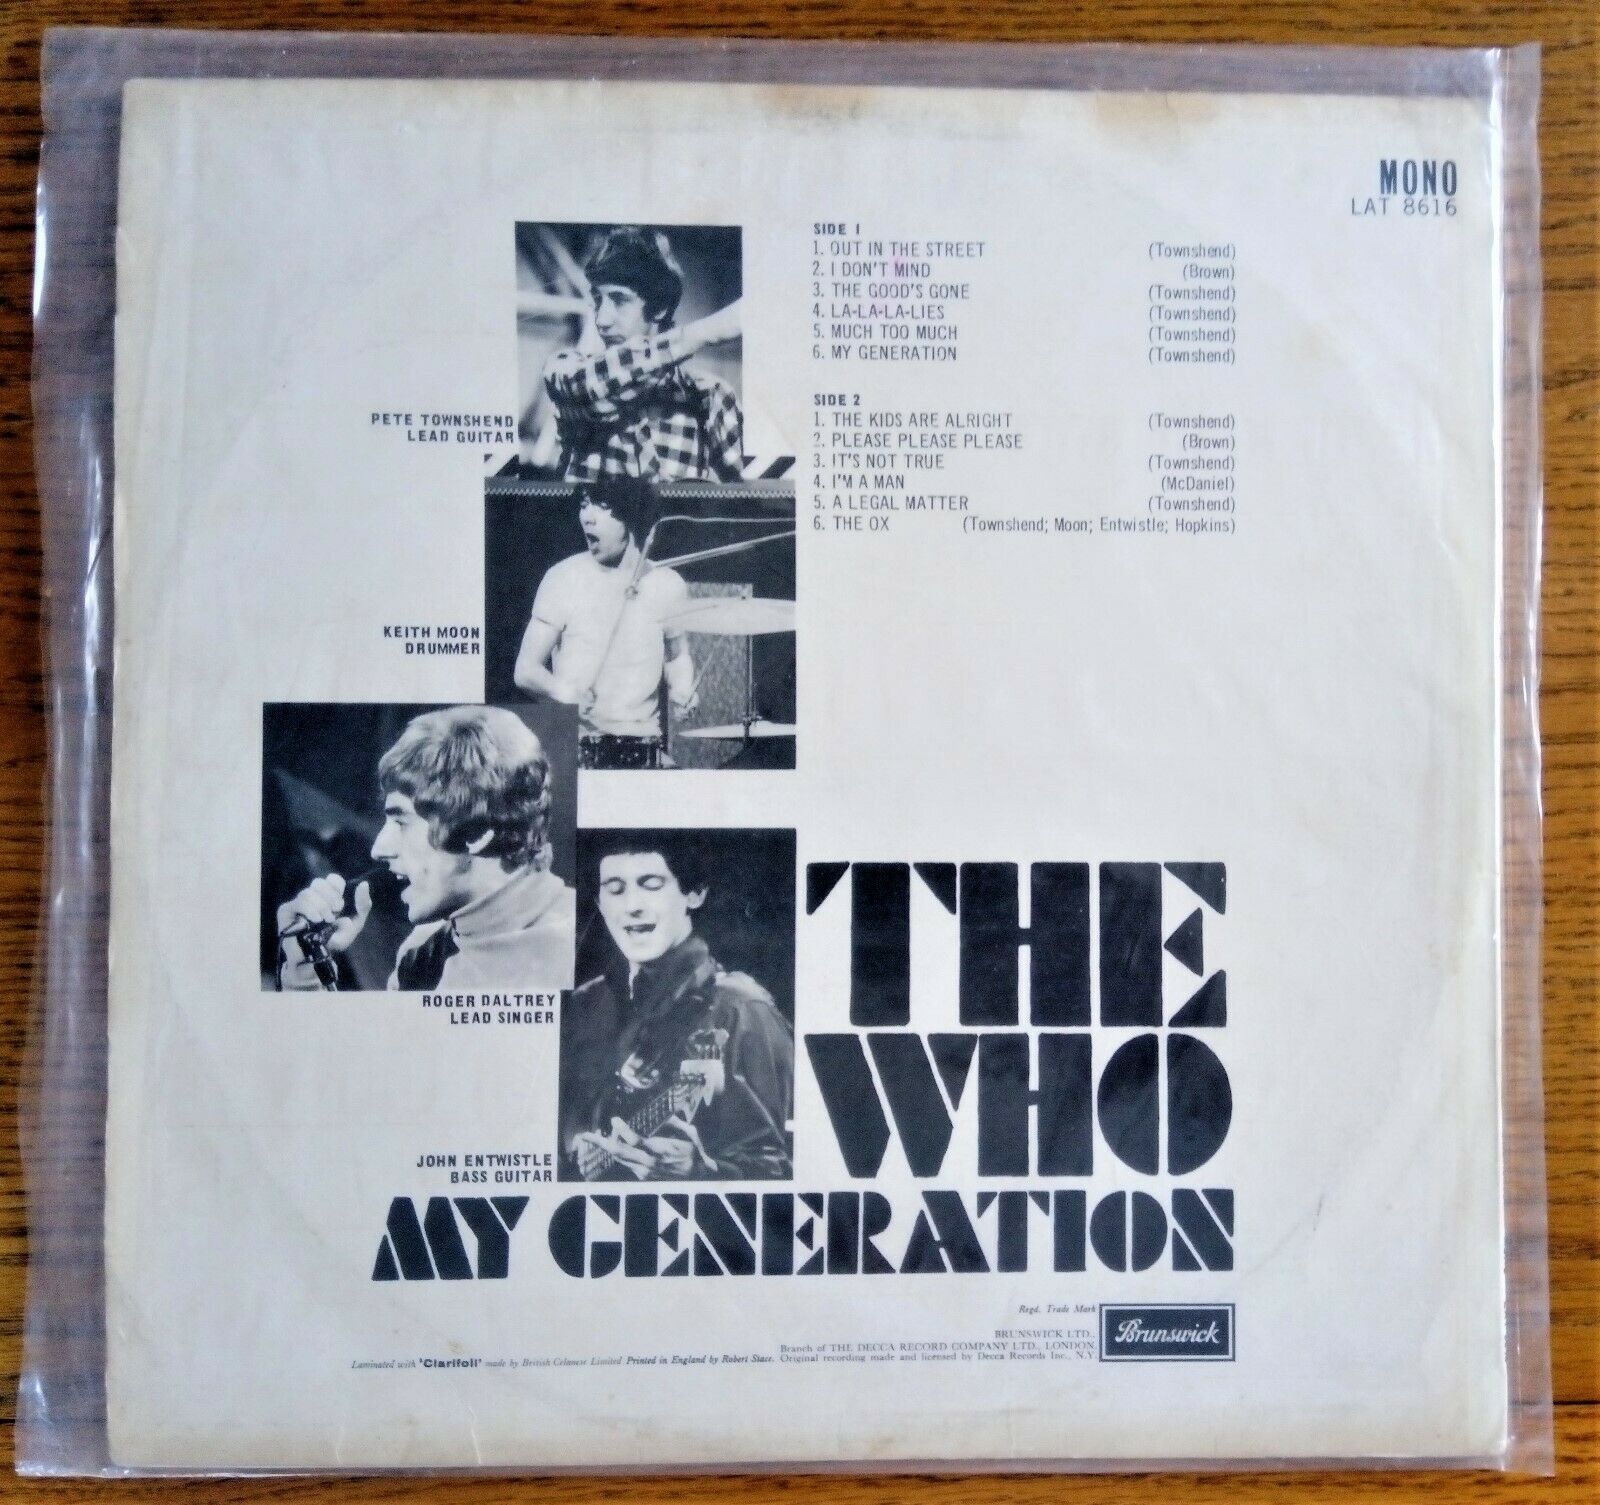 MONO
LAT 8616
SIDE 1
1. OUT IN THE STREET (Townshend)
2. I DON'T MIND (Brown)
3. THE GOOD'S GONE (Townshend)
4. LA-LA-LA-LIES (Townshend)
5. MUCH TOO MUCH (Townshend)
6. MY GENERATION (Townshend)
SIDE 2
1. THE KIDS ARE ALRIGHT (Townshend)
2. PLEASE PLEASE PLEASE (Brown)
3. IT'S NOT TRUE (Townshend)
4. I'M A MAN (McDaniel)
5. A LEGAL MATTER (Townshend)
6. THE OX (Townshend; Moon; Entwistle; Hopkins)
PETE TOWNSHEND
LEAD GUITAR
KEITH MOON
DRUMMER
ROGER DALTREY
LEAD SINGER
JOHN ENTWISTLE
BASS GUITAR
THE
WHO
MY GENERATION
Regd. Trade Mark
Brunswick
BRUNSWICK LTD.,
Branch of THE DECCA RECORD COMPANY LTD., LONDON.
Laminated with 'Clarifoil' made by British Celanese Limited Printed in England by Robert Stace. Original recording made and licensed by Decca Records Inc., N.Y.